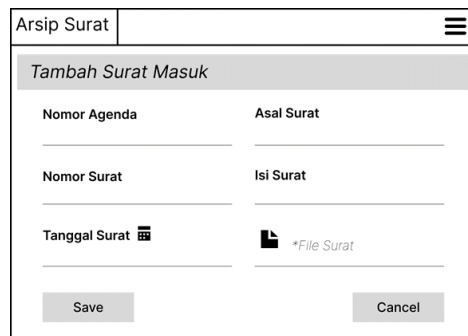 Arsip Surat
Tambah Surat Masuk
Nomor Agenda
Asal Surat
Nomor Surat
Isi Surat
Tanggal Surat
*File Surat
Save
Cancel